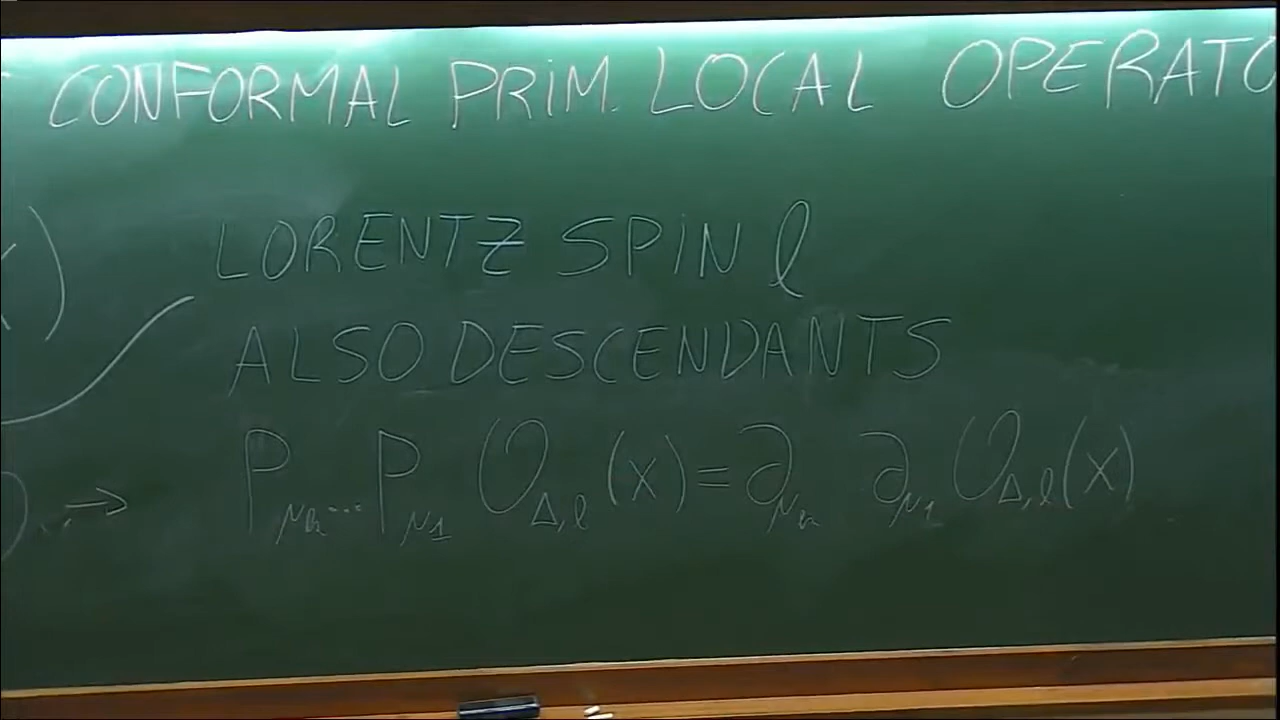 CONFORMAL PRIM. LOCAL OPERATO
LORENTZ SPIN ℓ
ALSO DESCENDANTS
→ P_{μₙ} ... P_{μ₁} O_{Δ,ℓ}(x) = ∂_{μₙ} ∂_{μ₁} O_{Δ,ℓ}(x)